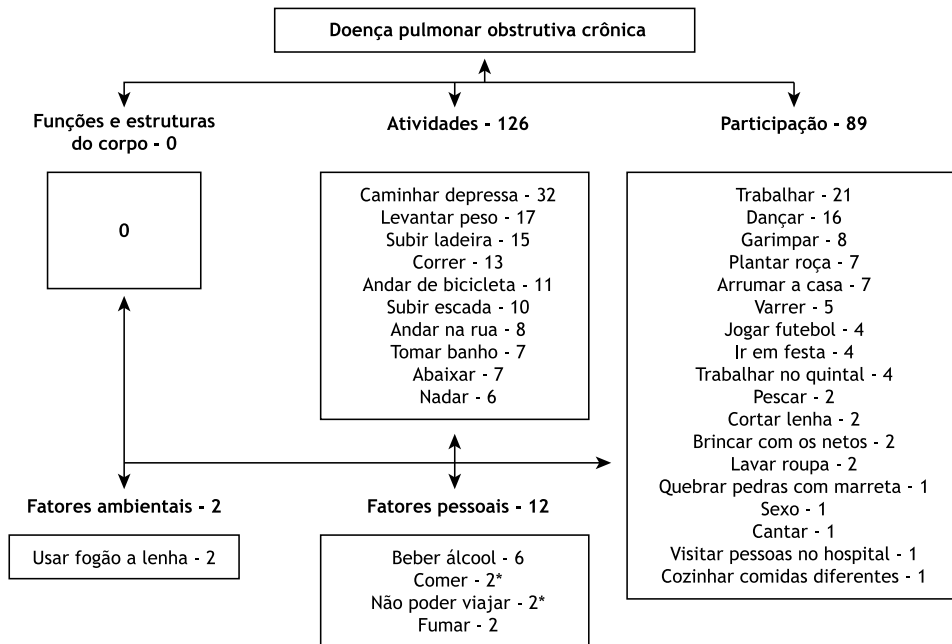 Doença pulmonar obstrutiva crônica
Funções e estruturas
do corpo - 0
0
Atividades - 126
Caminhar depressa - 32
Levantar peso - 17
Subir ladeira - 15
Correr - 13
Andar de bicicleta - 11
Subir escada - 10
Andar na rua - 8
Tomar banho - 7
Abaixar - 7
Nadar - 6
Participação - 89
Trabalhar - 21
Dançar - 16
Garimpar - 8
Plantar roça - 7
Arrumar a casa - 7
Varrer - 5
Jogar futebol - 4
Ir em festa - 4
Trabalhar no quintal - 4
Pescar - 2
Cortar lenha - 2
Brincar com os netos - 2
Lavar roupa - 2
Quebrar pedras com marreta - 1
Sexo - 1
Cantar - 1
Visitar pessoas no hospital - 1
Cozinhar comidas diferentes - 1
Fatores ambientais - 2
Usar fogão a lenha - 2
Fatores pessoais - 12
Beber álcool - 6
Comer - 2*
Não poder viajar - 2*
Fumar - 2